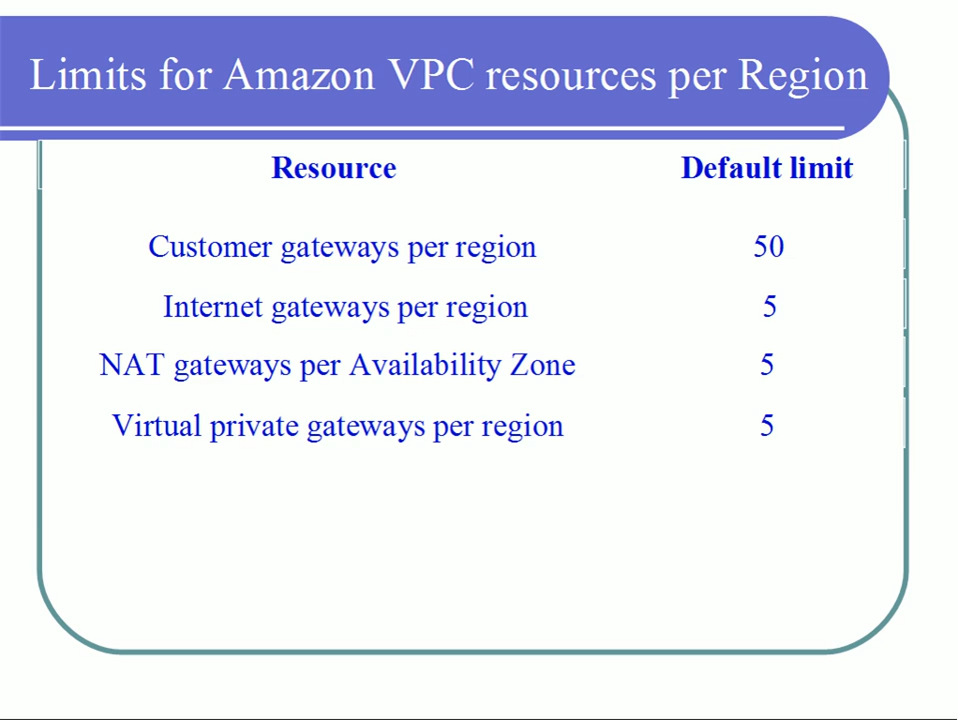 Limits for Amazon VPC resources per Region
Resource Default limit
Customer gateways per region 50
Internet gateways per region 5
NAT gateways per Availability Zone 5
Virtual private gateways per region 5